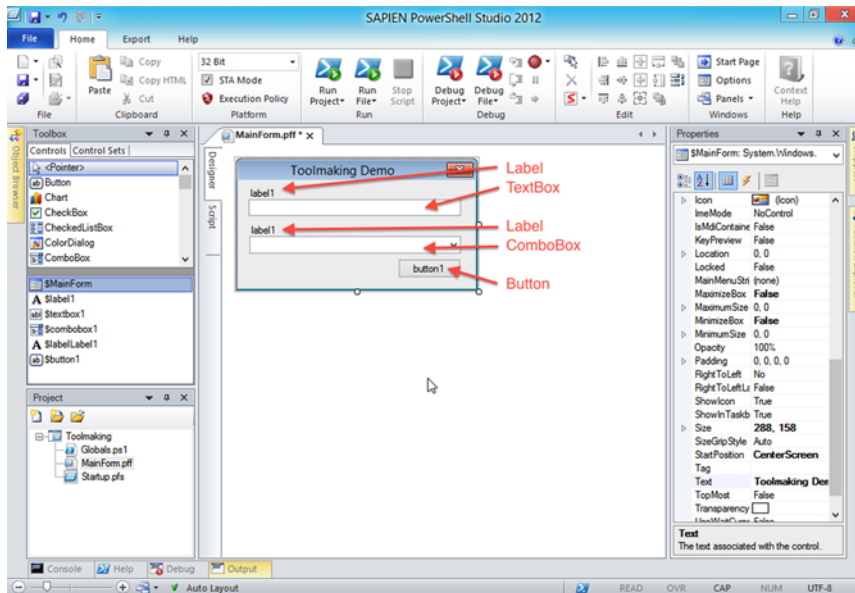 SAPIEN PowerShell Studio 2012
File Home Export Help
Paste
Copy
Copy HTML
Cut
32 Bit
STA Mode
Execution Policy
Run Project
Run File
Stop Script
Debug Project
Debug File
Start Page
Options
Panels
Context Help
File Clipboard Platform Run Debug Edit Windows Help
Object Browser
Toolbox
Controls Control Sets
<Pointer>
Button
Chart
CheckBox
CheckedListBox
ColorDialog
ComboBox
$MainForm
$label1
$textbox1
$combobox1
$labelLabel1
$button1
Project
Toolmaking
Globals.ps1
MainForm.pff
Startup.pfs
MainForm.pff *
Designer
Script
Toolmaking Demo
label1
label1
button1
Label
TextBox
Label
ComboBox
Button
Properties
$MainForm: System.Windows.
Icon (Icon)
ImeMode NoControl
IsMdiContaine False
KeyPreview False
Location 0, 0
Locked False
MainMenuStri (none)
MaximizeBox False
MaximumSize 0, 0
MinimizeBox False
MinimumSize 0, 0
Opacity 100%
Padding 0, 0, 0, 0
RightToLeft No
RightToLeftLa False
ShowIcon True
ShowInTaskb True
Size 288, 158
SizeGripStyle Auto
StartPosition CenterScreen
Tag
Text Toolmaking Der
TopMost False
Transparency
Text
The text associated with the control.
Console Help Debug Output
Auto Layout
READ OVR CAP NUM UTF-8